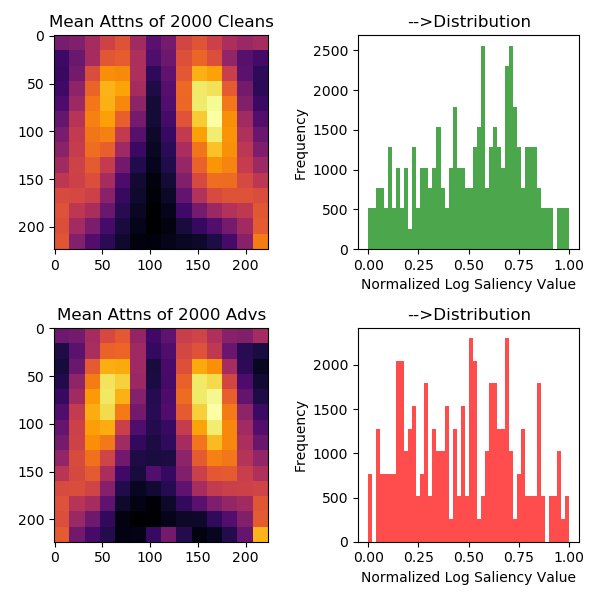 Mean Attns of 2000 Cleans
0
50
100
150
200
0 50 100 150 200
-->Distribution
Frequency
2500
2000
1500
1000
500
0
0.00 0.25 0.50 0.75 1.00
Normalized Log Saliency Value
Mean Attns of 2000 Advs
0
50
100
150
200
0 50 100 150 200
-->Distribution
Frequency
2000
1500
1000
500
0
0.00 0.25 0.50 0.75 1.00
Normalized Log Saliency Value